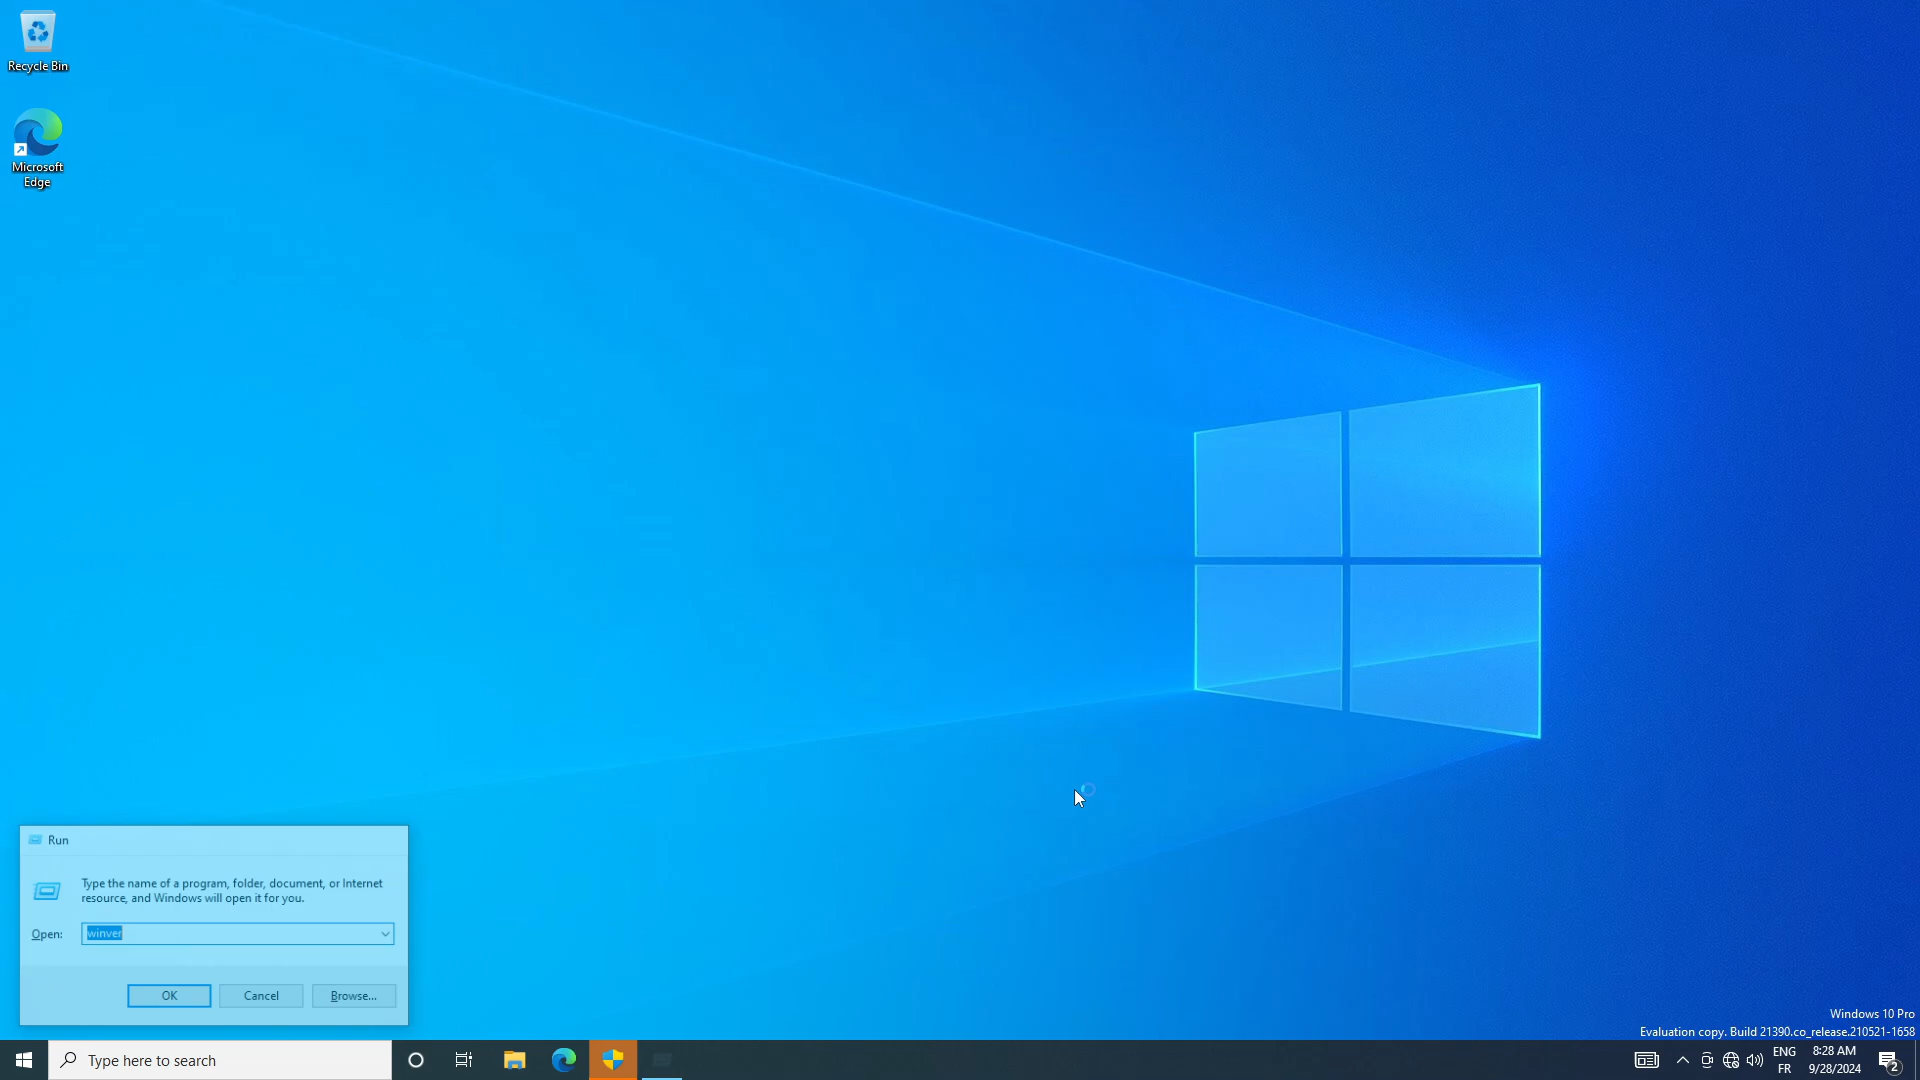 Recycle Bin
Microsoft
Edge
Run
Type the name of a program, folder, document, or Internet
resource, and Windows will open it for you.
Open:
winver
OK
Cancel
Browse...
Windows 10 Pro
Evaluation copy. Build 21390.co_release.210521-1658
Type here to search
ENG
FR
8:28 AM
9/28/2024
2